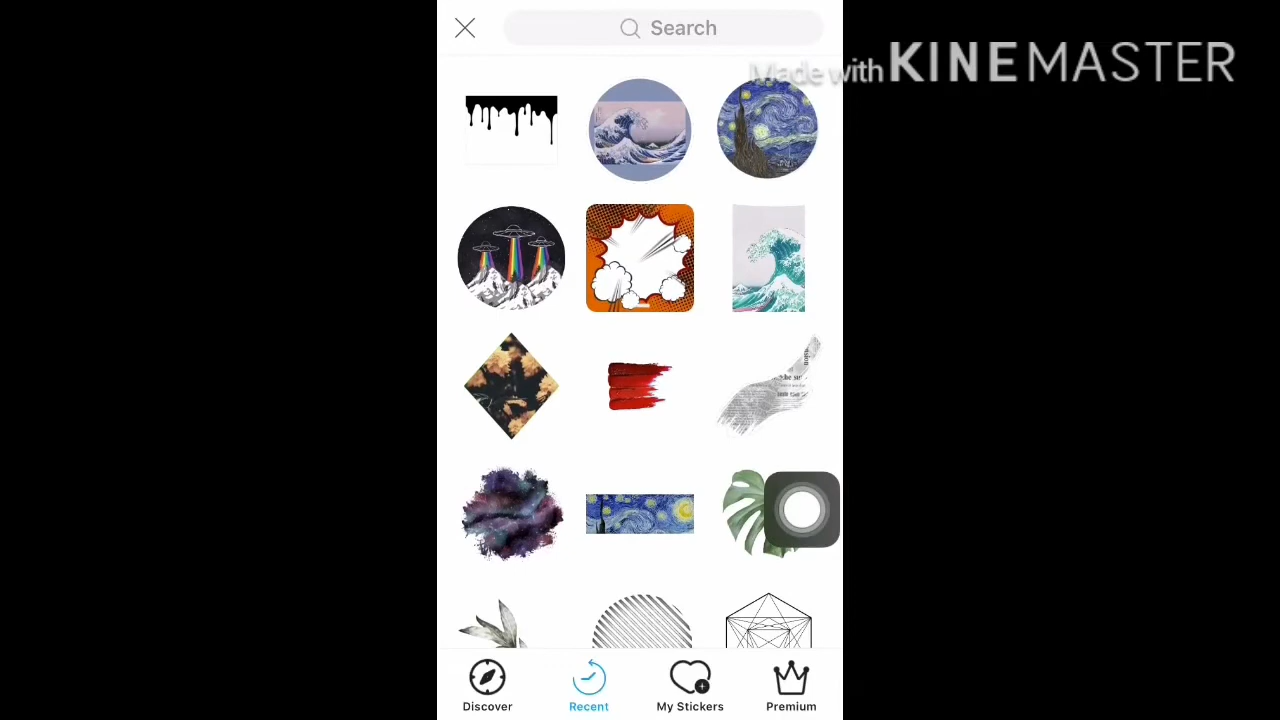 Search
Made with KINEMASTER
Discover
Recent
My Stickers
Premium